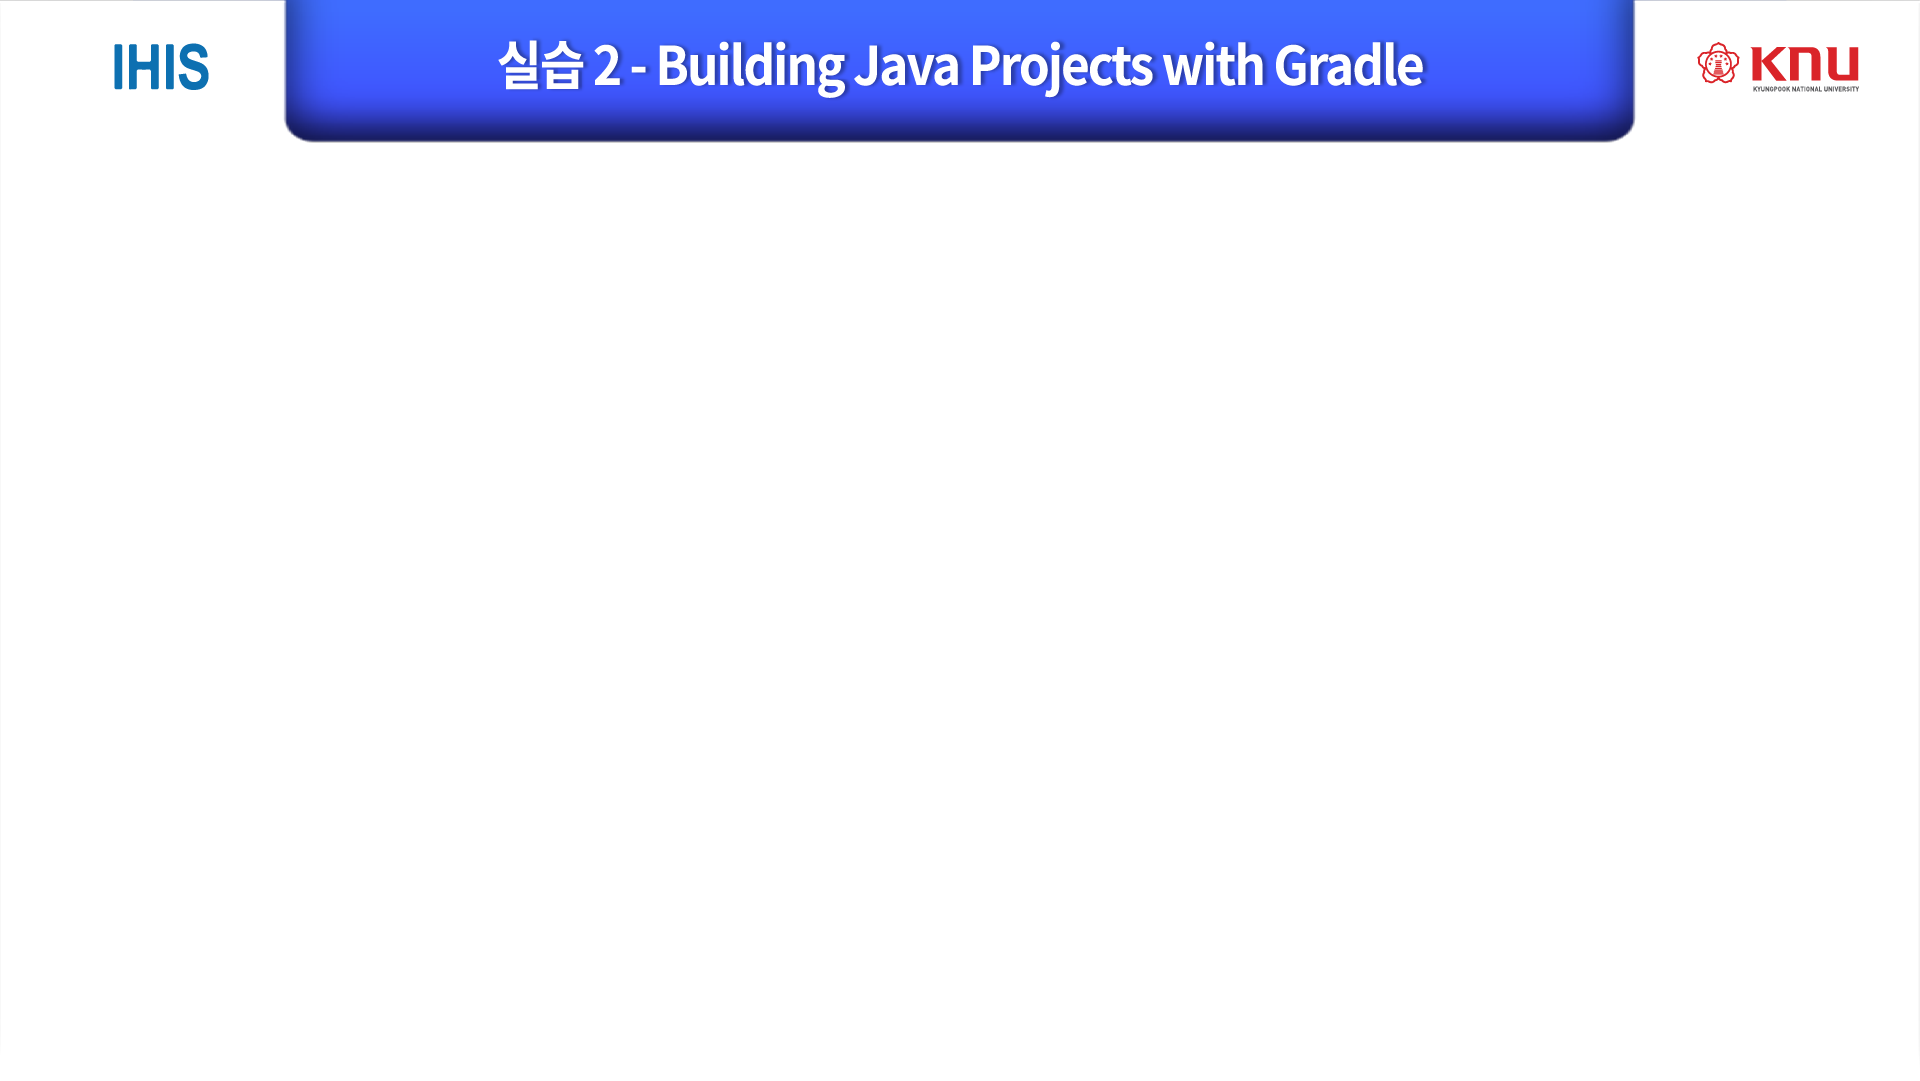 IHIS
실습 2 - Building Java Projects with Gradle
KNU
KYUNGPOOK NATIONAL UNIVERSITY